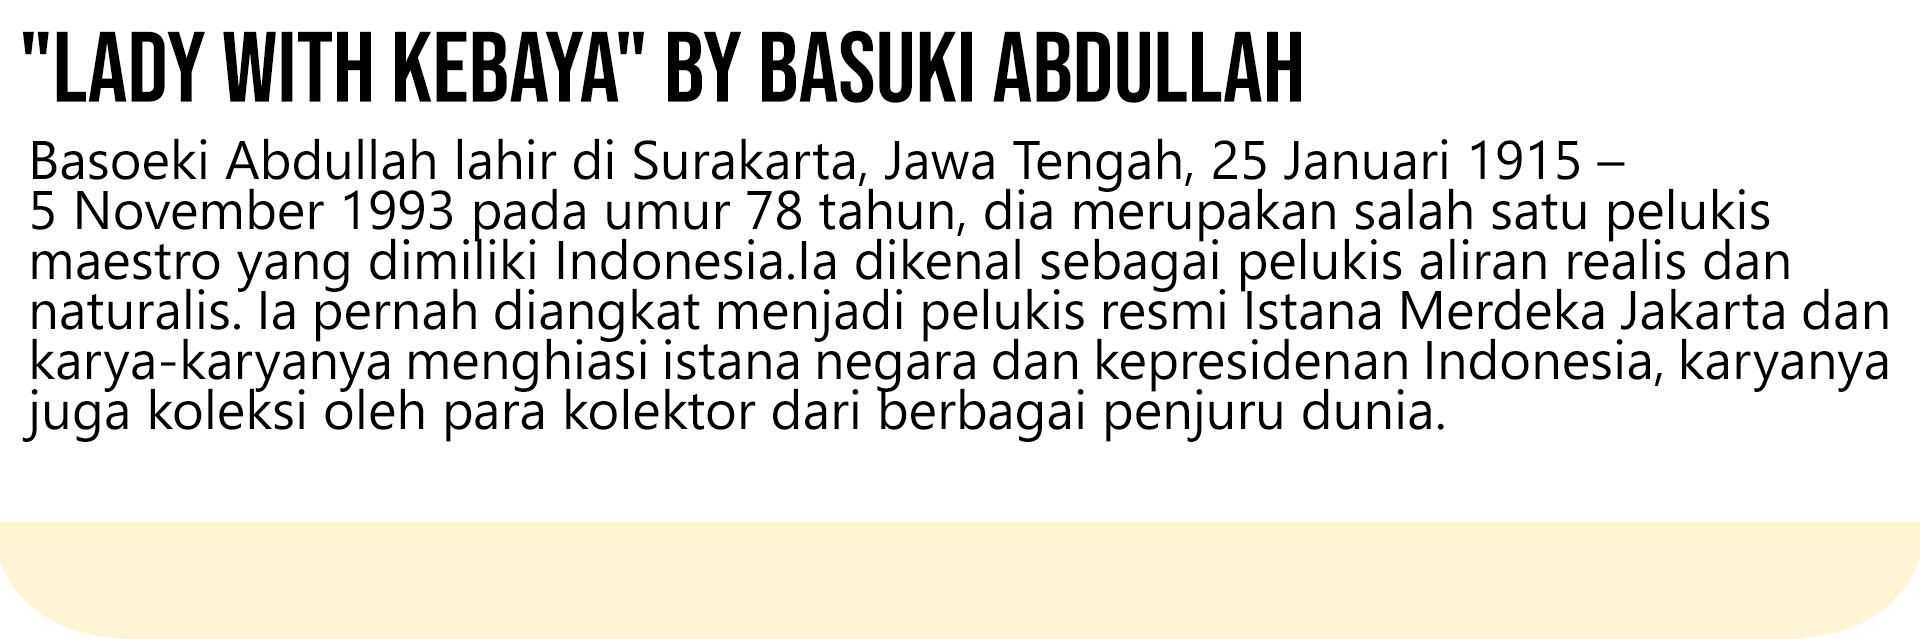 "LADY WITH KEBAYA" BY BASUKI ABDULLAH
Basoeki Abdullah lahir di Surakarta, Jawa Tengah, 25 Januari 1915 –
5 November 1993 pada umur 78 tahun, dia merupakan salah satu pelukis
maestro yang dimiliki Indonesia.Ia dikenal sebagai pelukis aliran realis dan
naturalis. Ia pernah diangkat menjadi pelukis resmi Istana Merdeka Jakarta dan
karya-karyanya menghiasi istana negara dan kepresidenan Indonesia, karyanya
juga koleksi oleh para kolektor dari berbagai penjuru dunia.